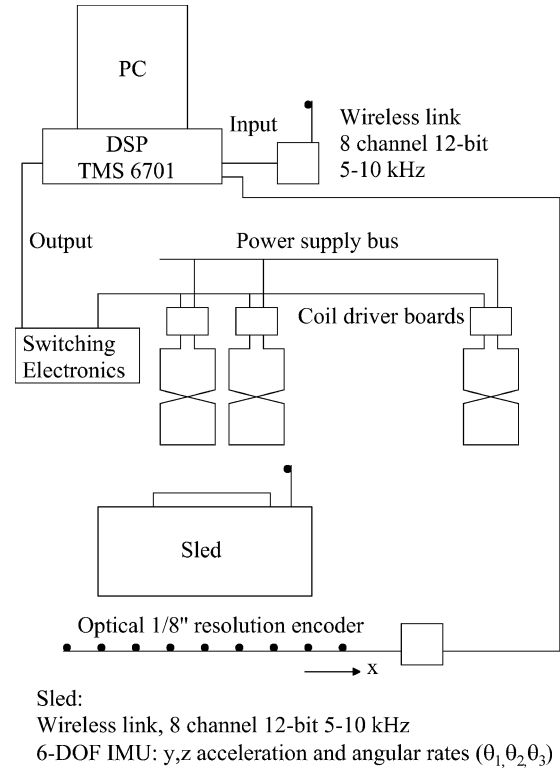 PC
DSP
TMS 6701
Input
Wireless link
8 channel 12-bit
5-10 kHz
Output
Power supply bus
Coil driver boards
Switching
Electronics
Sled
Optical 1/8" resolution encoder
x
Sled:
Wireless link, 8 channel 12-bit 5-10 kHz
6-DOF IMU: y,z acceleration and angular rates (θ1,θ2,θ3)